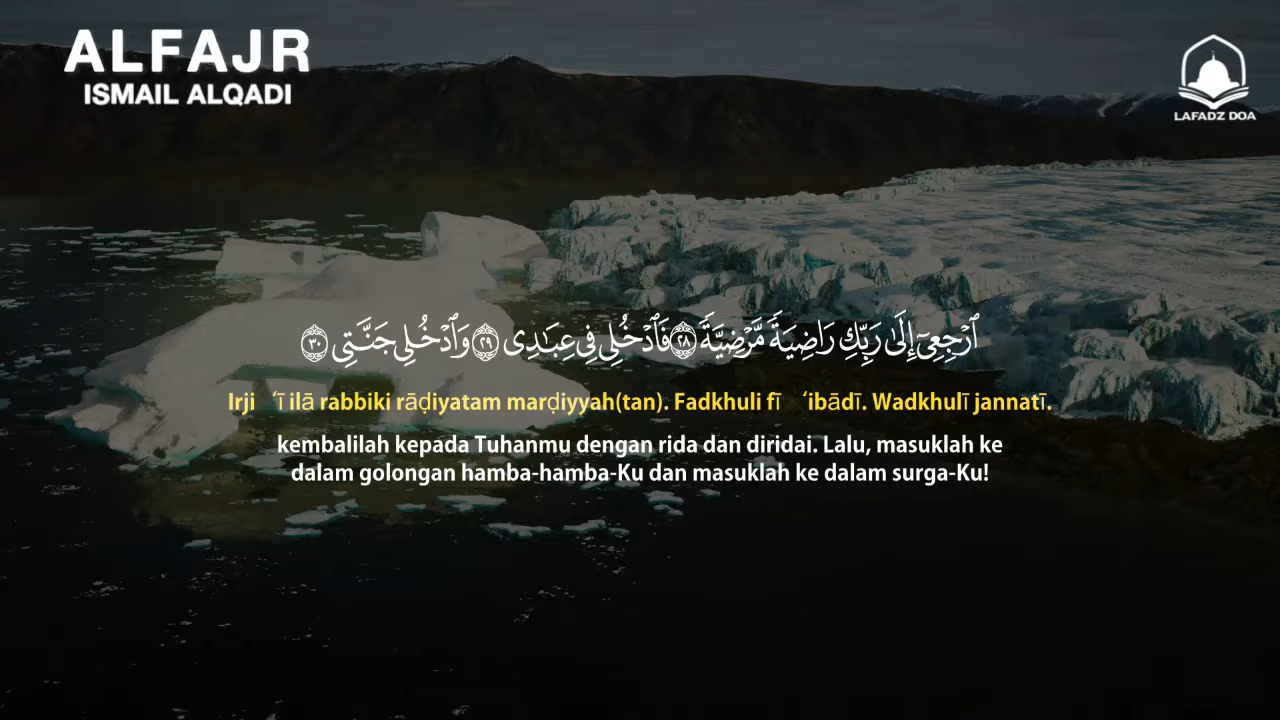 ALFAJR
ISMAIL ALQADI
LAFADZ DOA
ٱرْجِعِىٓ إِلَىٰ رَبِّكِ رَاضِيَةً مَّرْضِيَّةً ٢٨ فَٱدْخُلِى فِى عِبَـٰدِى ٢٩ وَٱدْخُلِى جَنَّتِى ٣٠
Irji ‘ī ilā rabbiki rāḍiyatam marḍiyyah(tan). Fadkhuli fī ‘ibādī. Wadkhulī jannatī.
kembalilah kepada Tuhanmu dengan rida dan diridai. Lalu, masuklah ke
dalam golongan hamba-hamba-Ku dan masuklah ke dalam surga-Ku!